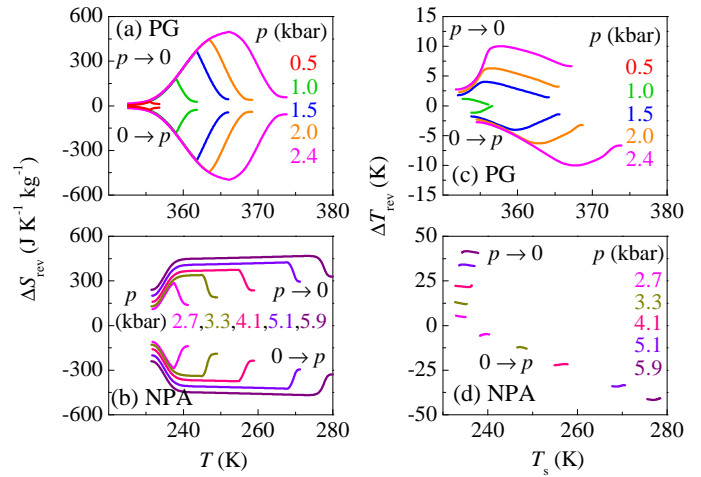 (a) PG
p (kbar)
p → 0
0.5
1.0
1.5
2.0
2.4
0 → p
600
300
0
-300
-600
360 370 380
(c) PG
p (kbar)
p → 0
0.5
1.0
1.5
2.0
2.4
0 → p
15
10
5
0
-5
-10
-15
360 370 380
ΔS_rev (J K⁻¹ kg⁻¹)
ΔT_rev (K)
(b) NPA
p
(kbar) 2.7,3.3,4.1,5.1,5.9
p → 0
0 → p
600
300
0
-300
-600
240 260 280
T (K)
(d) NPA
p → 0
p (kbar)
2.7
3.3
4.1
5.1
5.9
0 → p
50
25
0
-25
-50
240 260 280
T_s (K)